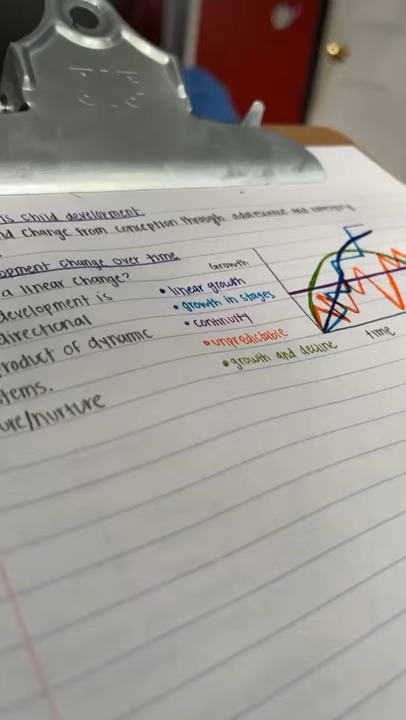 is child development
nd change from conception through adolescence and emerging
opment change over time
a linear change?
development is
directional
roduct of dynamic
stems.
ure/nurture
Growth
• linear growth
• growth in stages
• continuity
• unpredictable
• growth and decline
time